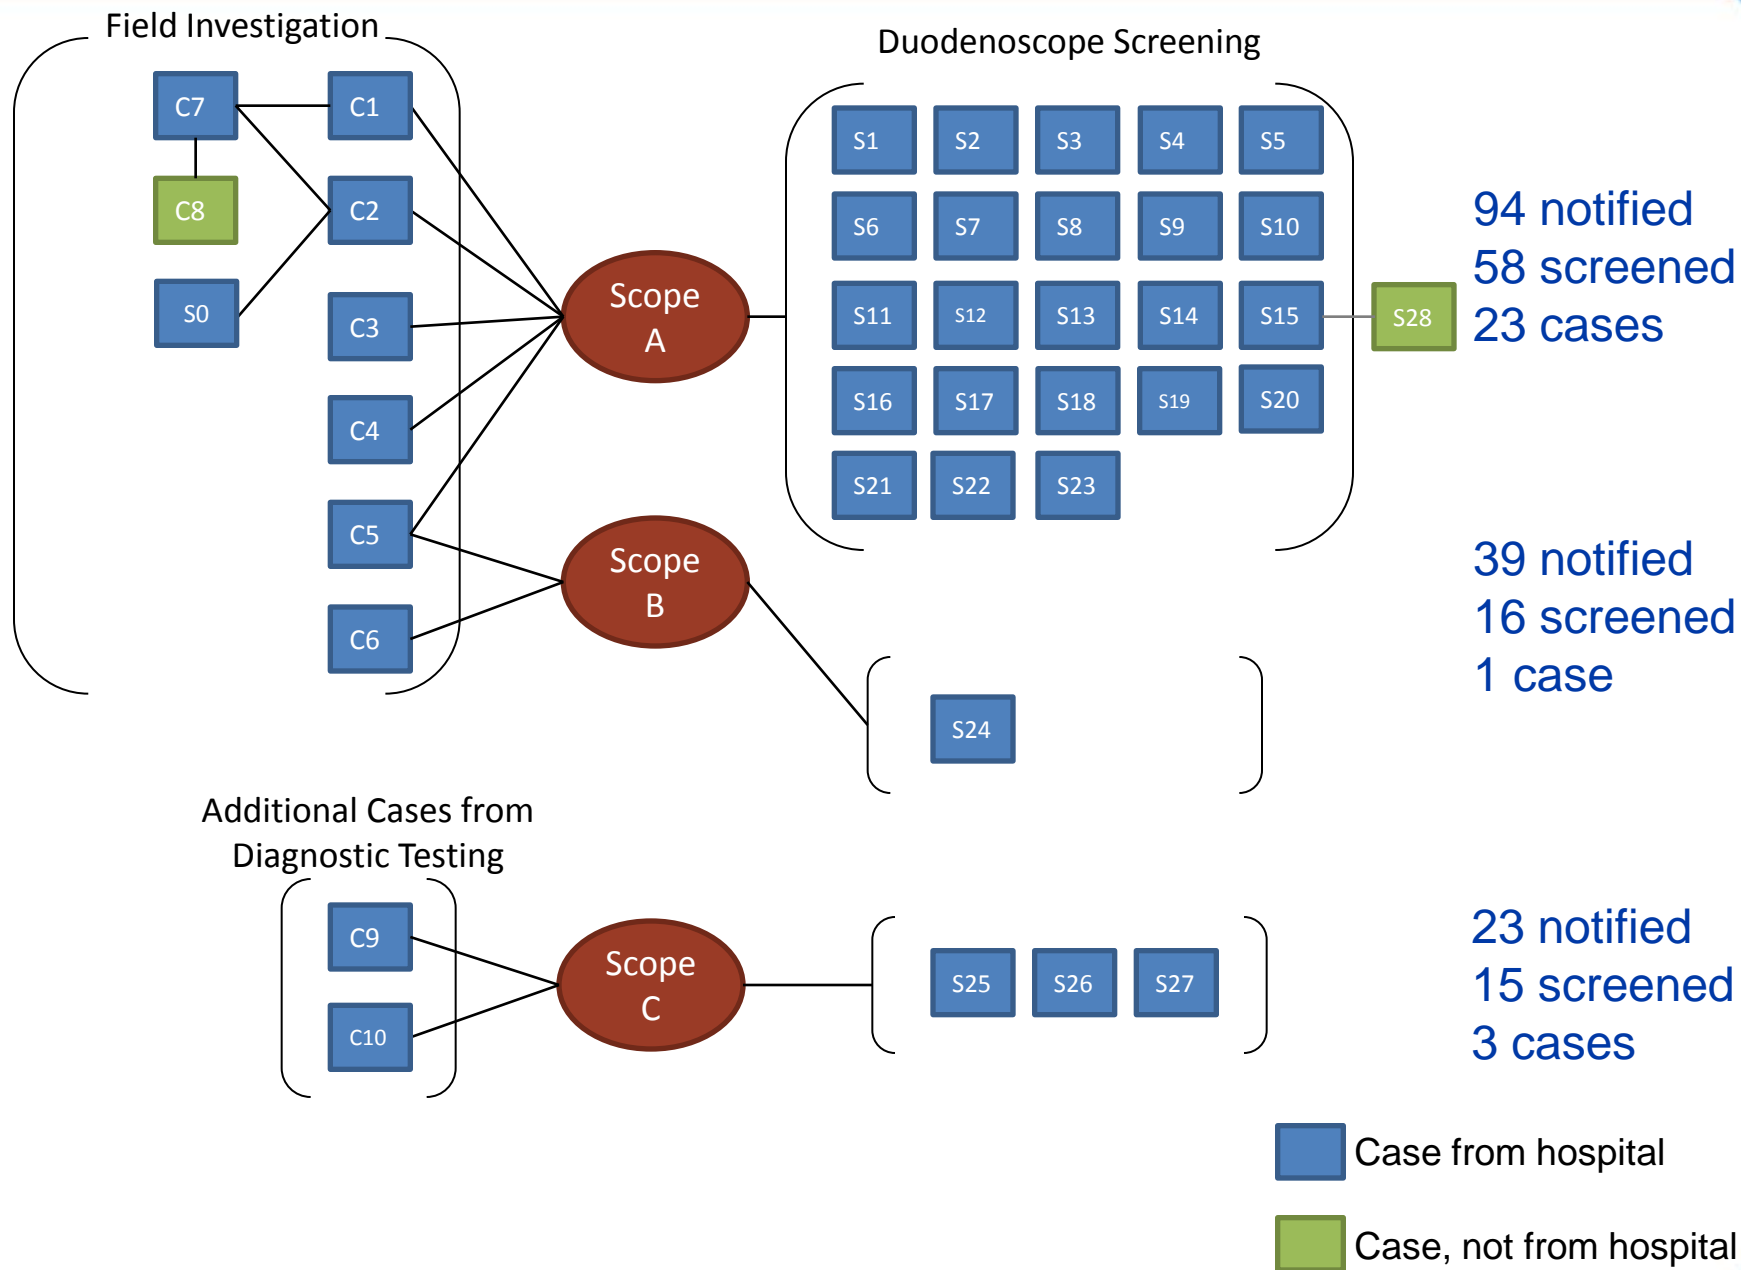 Field Investigation
C7
C1
C8
C2
S0
C3
C4
C5
C6
Scope
A
Scope
B
Duodenoscope Screening
S1 S2 S3 S4 S5
S6 S7 S8 S9 S10
S11 S12 S13 S14 S15
S28
S16 S17 S18 S19 S20
S21 S22 S23
94 notified
58 screened
23 cases
S24
39 notified
16 screened
1 case
Additional Cases from
Diagnostic Testing
C9
C10
Scope
C
S25 S26 S27
23 notified
15 screened
3 cases
Case from hospital
Case, not from hospital